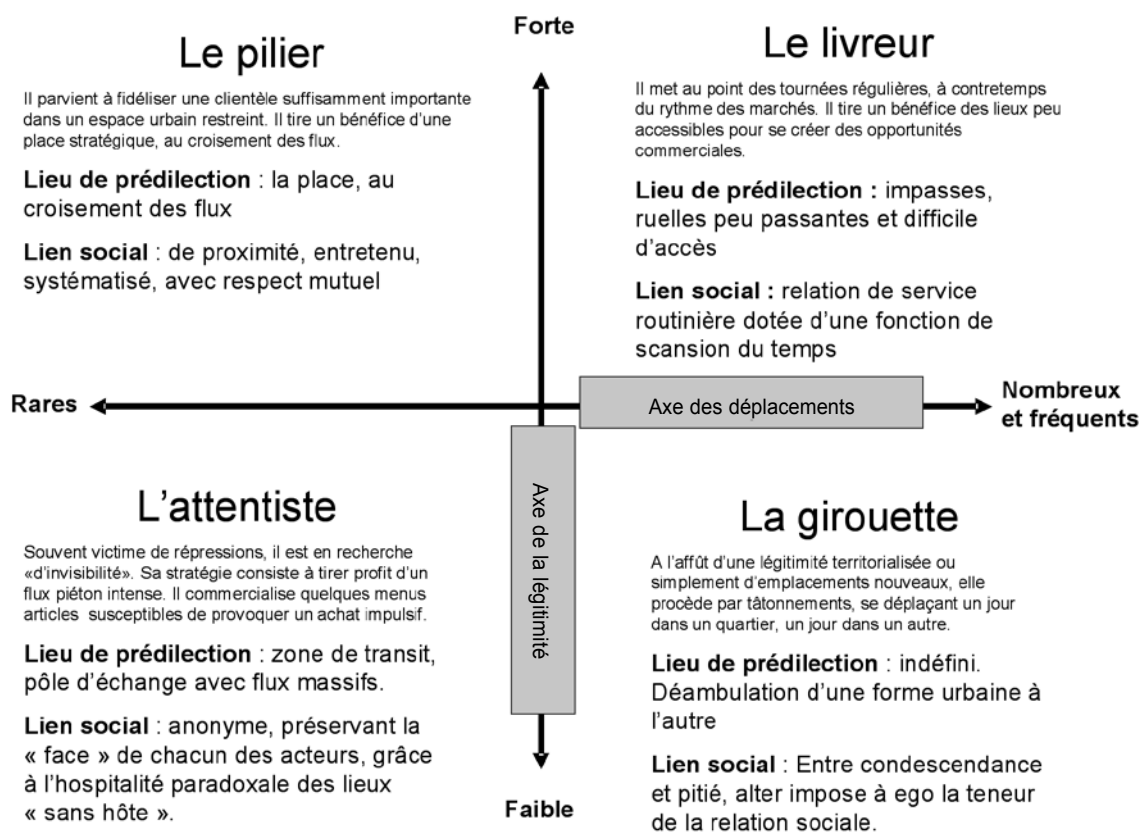 Forte
Le pilier
Il parvient à fidéliser une clientèle suffisamment importante
dans un espace urbain restreint. Il tire un bénéfice d'une
place stratégique, au croisement des flux.
Lieu de prédilection : la place, au
croisement des flux
Lien social : de proximité, entretenu,
systématisé, avec respect mutuel
Le livreur
Il met au point des tournées régulières, à contretemps
du rythme des marchés. Il tire un bénéfice des lieux peu
accessibles pour se créer des opportunités
commerciales.
Lieu de prédilection : impasses,
ruelles peu passantes et difficile
d'accès
Lien social : relation de service
routinière dotée d'une fonction de
scansion du temps
Rares
Axe des déplacements
Nombreux
et fréquents
Axe de la légitimité
L'attentiste
Souvent victime de répressions, il est en recherche
«d'invisibilité». Sa stratégie consiste à tirer profit d'un
flux piéton intense. Il commercialise quelques menus
articles susceptibles de provoquer un achat impulsif.
Lieu de prédilection : zone de transit,
pôle d'échange avec flux massifs.
Lien social : anonyme, préservant la
« face » de chacun des acteurs, grâce
à l'hospitalité paradoxale des lieux
« sans hôte ».
La girouette
A l'affût d'une légitimité territorialisée ou
simplement d'emplacements nouveaux, elle
procède par tâtonnements, se déplaçant un jour
dans un quartier, un jour dans un autre.
Lieu de prédilection : indéfini.
Déambulation d'une forme urbaine à
l'autre
Lien social : Entre condescendance
et pitié, alter impose à ego la teneur
de la relation sociale.
Faible